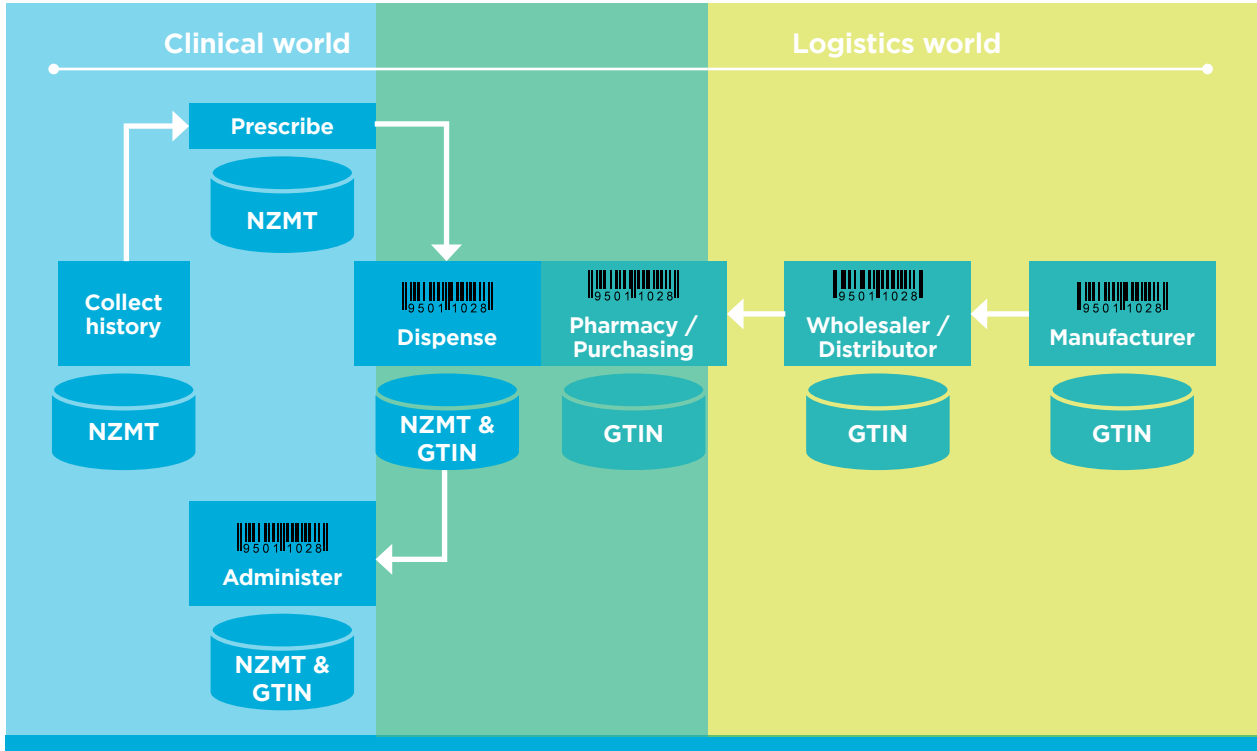 Clinical world
Logistics world
Prescribe
NZMT
Collect
history
NZMT
9501 1028
Dispense
NZMT &
GTIN
9501 1028
Pharmacy /
Purchasing
GTIN
9501 1028
Wholesaler /
Distributor
GTIN
9501 1028
Manufacturer
GTIN
9501 1028
Administer
NZMT &
GTIN